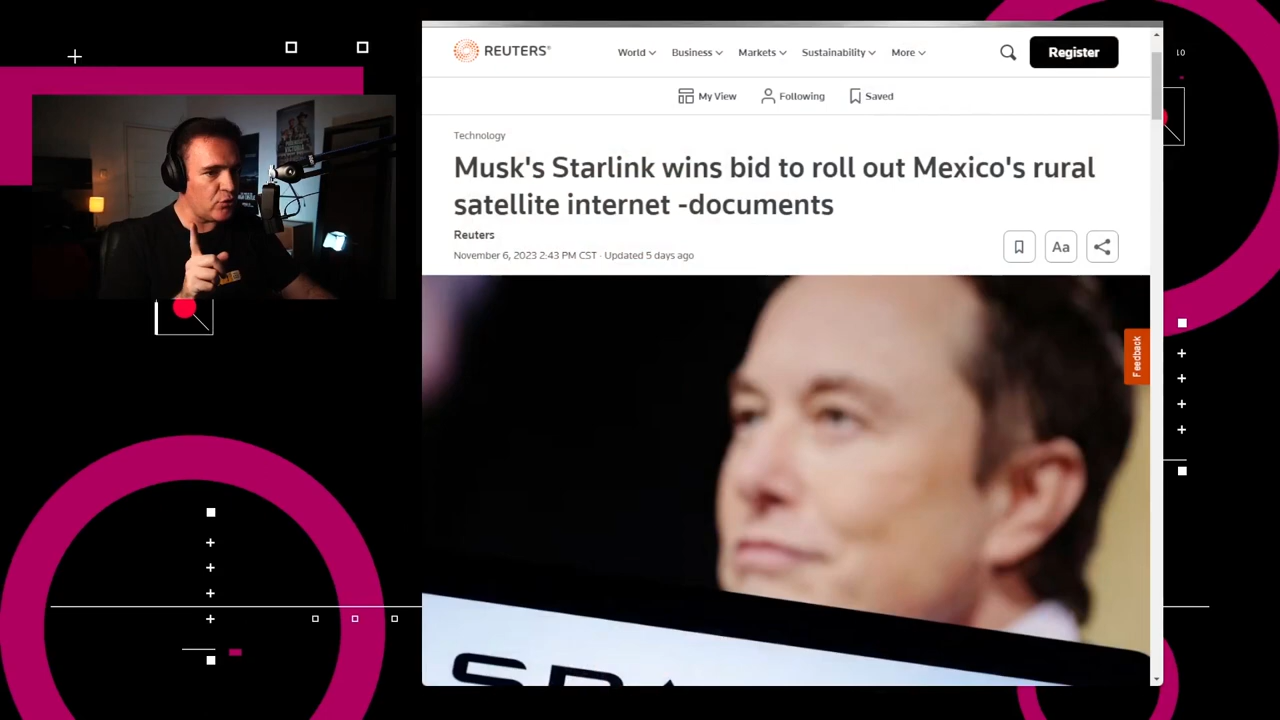 REUTERS®
World Business Markets Sustainability More
Register
10
My View Following Saved
Technology
Musk's Starlink wins bid to roll out Mexico's rural
satellite internet -documents
Reuters
November 6, 2023 2:43 PM CST · Updated 5 days ago
Aa
Feedback